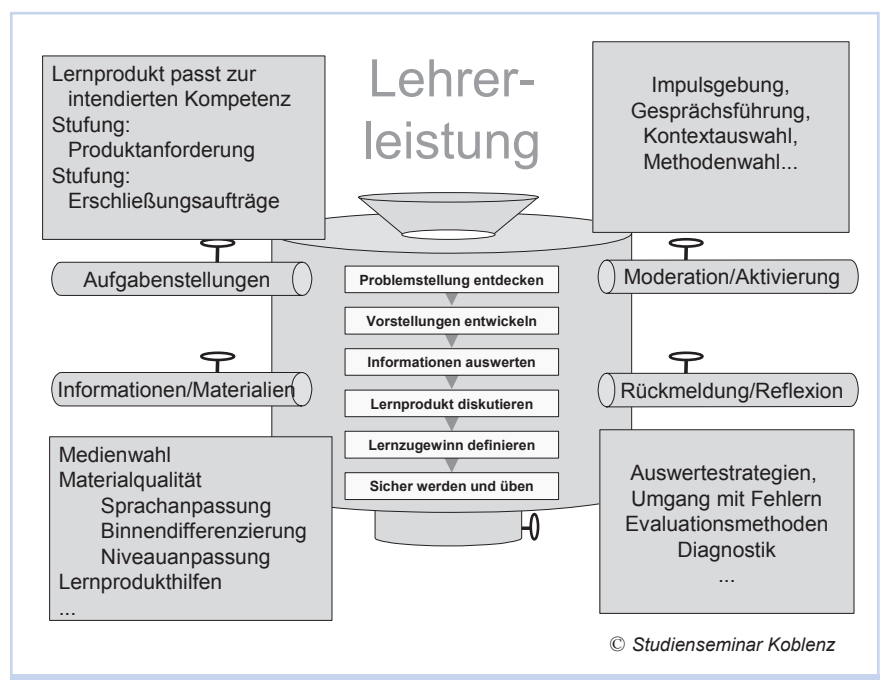 Lehrer-
leistung
Lernprodukt passt zur
intendierten Kompetenz
Stufung:
Produktanforderung
Stufung:
Erschließungsaufträge
Impulsgebung,
Gesprächsführung,
Kontextauswahl,
Methodenwahl...
Aufgabenstellungen
Moderation/Aktivierung
Problemstellung entdecken
Vorstellungen entwickeln
Informationen auswerten
Lernprodukt diskutieren
Lernzugewinn definieren
Sicher werden und üben
Informationen/Materialien
Rückmeldung/Reflexion
Medienwahl
Materialqualität
Sprachanpassung
Binnendifferenzierung
Niveauanpassung
Lernprodukthilfen
...
Auswertestrategien,
Umgang mit Fehlern
Evaluationsmethoden
Diagnostik
...
© Studienseminar Koblenz